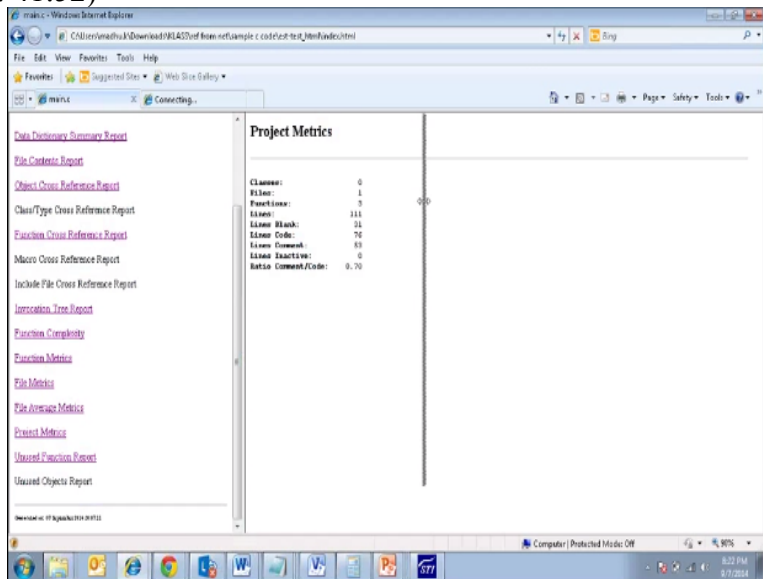 main.c - Windows Internet Explorer
Bing
File Edit View Favorites Tools Help
Favorites Suggested Sites Web Slice Gallery
main.c X Connecting...
Page Safety Tools
Data Dictionary Summary Report
File Contents Report
Object Cross Reference Report
Class/Type Cross Reference Report
Function Cross Reference Report
Macro Cross Reference Report
Include File Cross Reference Report
Invocation Tree Report
Function Complexity
Function Metrics
File Metrics
File Average Metrics
Project Metrics
Unused Function Report
Unused Objects Report
Project Metrics
Classes: 0
Files: 1
Functions: 3
Lines: 111
Lines Blank: 31
Lines Code: 76
Lines Comment: 53
Lines Inactive: 0
Ratio Comment/Code: 0.70
Computer | Protected Mode: Off
90%
8:22 PM
9/7/2014